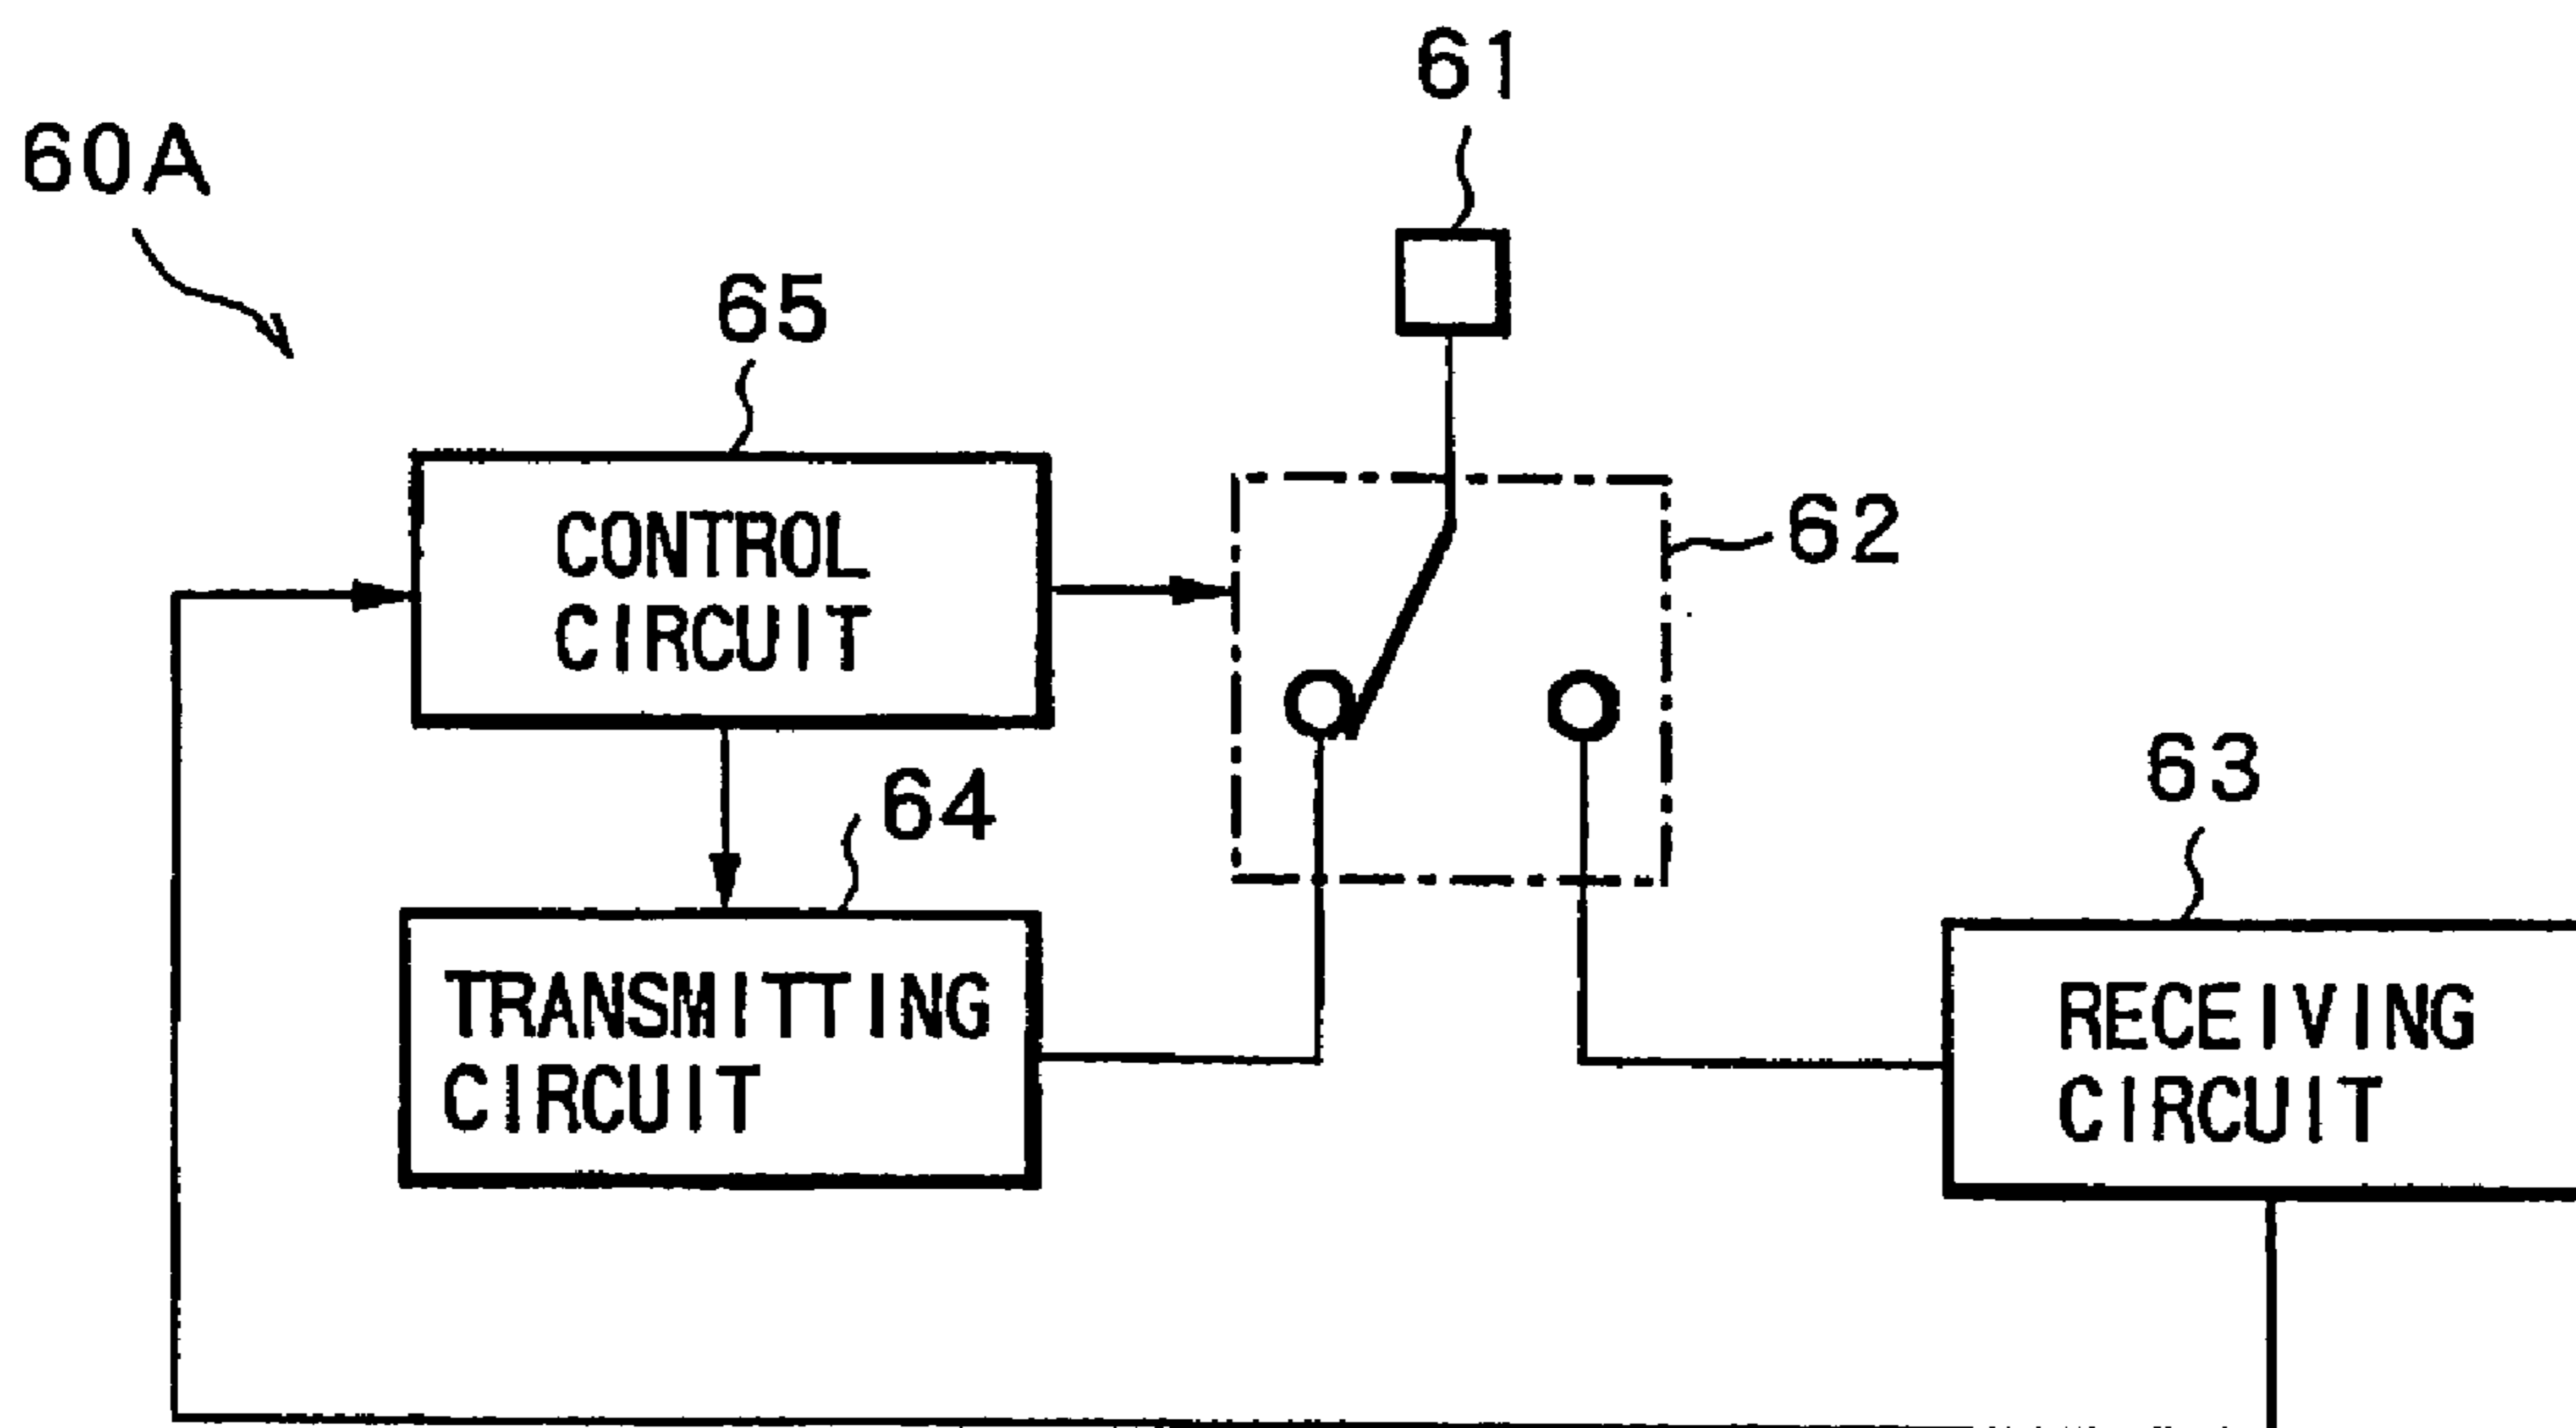 61
60A
65
CONTROL
CIRCUIT
62
64
63
TRANSMITTING
CIRCUIT
RECEIVING
CIRCUIT